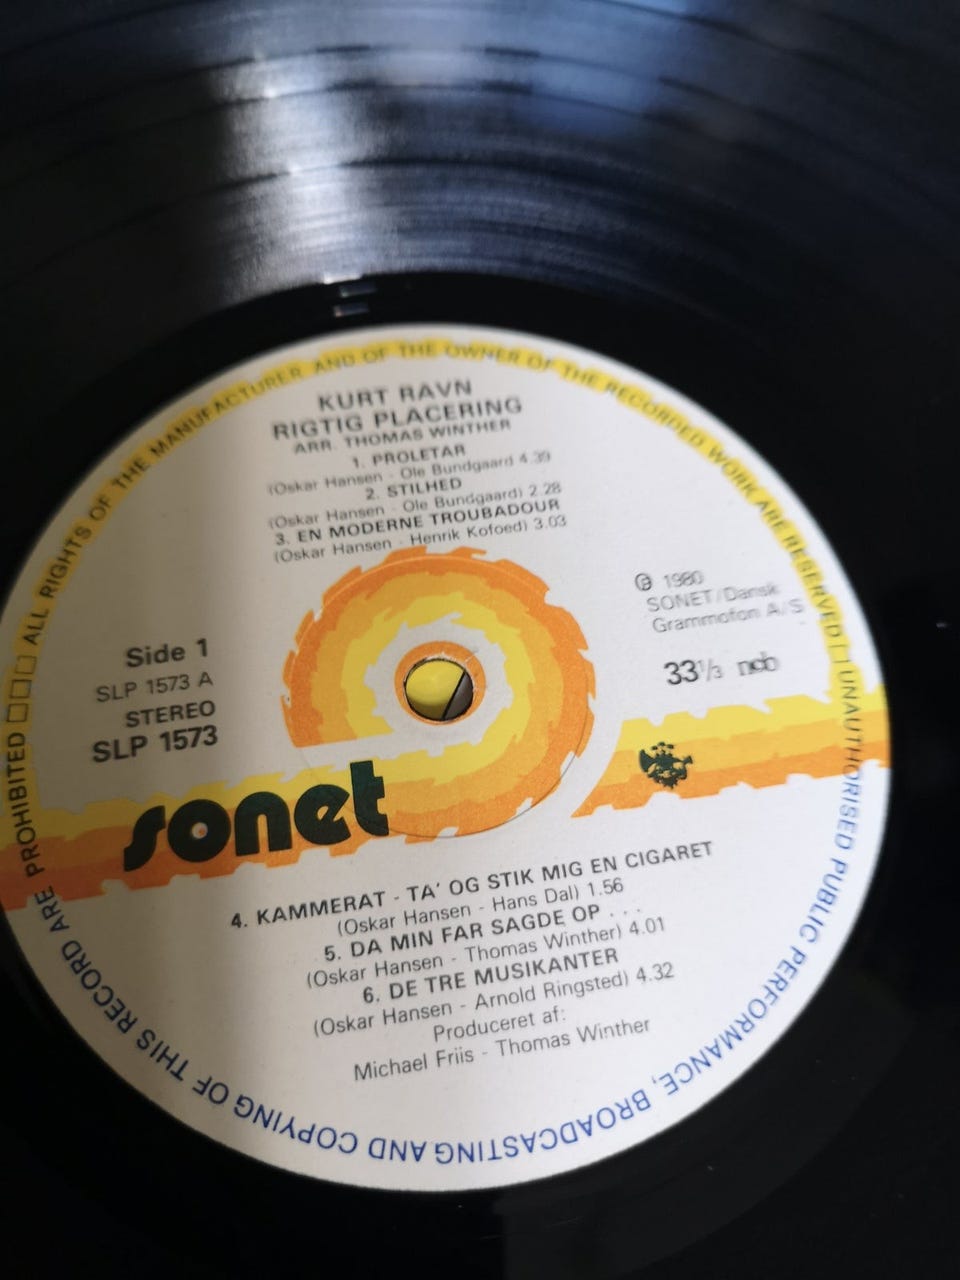 KURT RAVN
RIGTIG PLACERING
ARR. THOMAS WINTHER
1. PROLETAR
(Oskar Hansen - Ole Bundgaard 4.39
2. STILHED
(Oskar Hansen - Ole Bundgaard) 2.28
3. EN MODERNE TROUBADOUR
(Oskar Hansen - Henrik Kofoed) 3.03
Side 1
SLP 1573 A
STEREO
SLP 1573
Ⓟ 1980
SONET/Dansk
Grammofon A/S
33 1/3 ncb
sonet
4. KAMMERAT - TA' OG STIK MIG EN CIGARET
(Oskar Hansen - Hans Dal) 1.56
5. DA MIN FAR SAGDE OP . . .
(Oskar Hansen - Thomas Winther) 4.01
6. DE TRE MUSIKANTER
(Oskar Hansen - Arnold Ringsted) 4.32
Produceret af:
Michael Friis - Thomas Winther
ALL RIGHTS OF THE MANUFACTURER AND OF THE OWNER OF THE RECORDED WORK ARE RESERVED UNAUTHORISED PUBLIC PERFORMANCE, BROADCASTING AND COPYING OF THIS RECORD ARE PROHIBITED